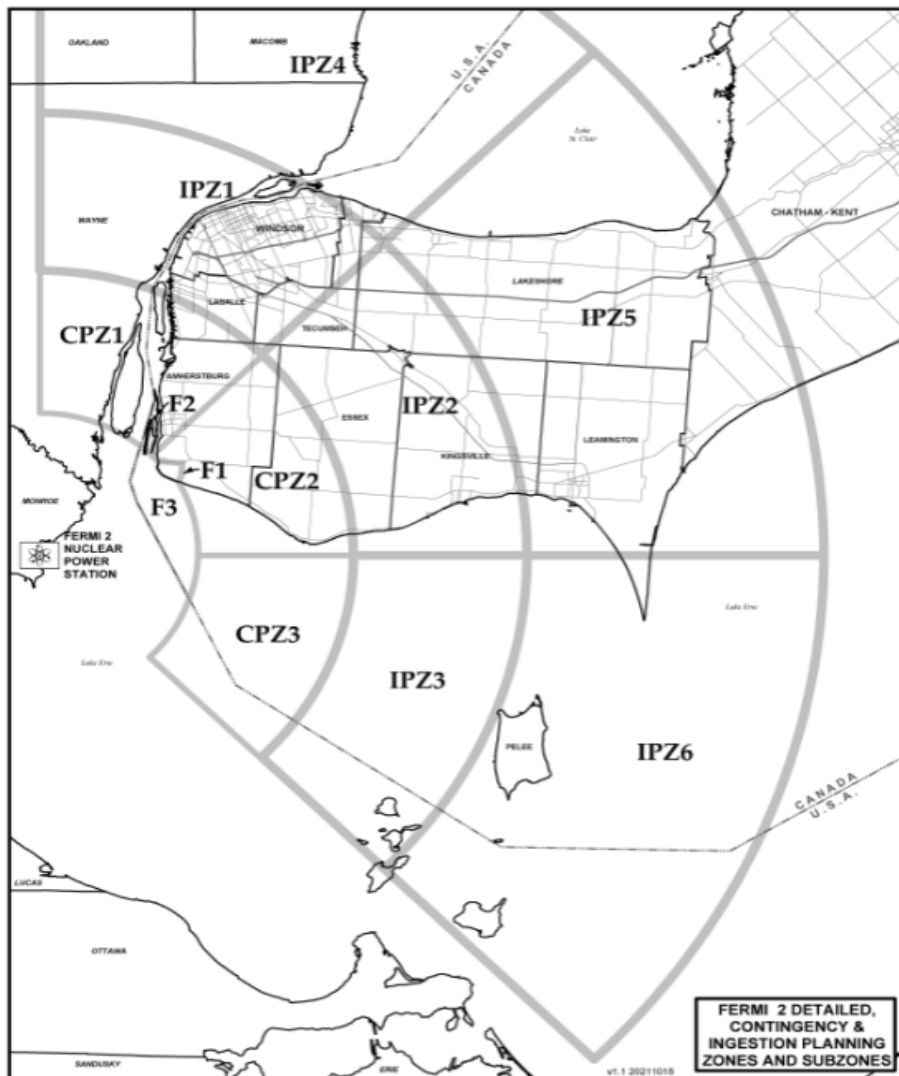 OAKLAND
MACOMB
IPZ4
U.S.A.
CANADA
Lake
St. Clair
IPZ1
WAYNE
WINDSOR
CHATHAM - KENT
LAKESHORE
LASALLE
TECUMSEH
IPZ5
CPZ1
AMHERSTBURG
F2
ESSEX
IPZ2
LEAMINGTON
KINGSVILLE
F1
CPZ2
MONROE
F3
FERMI 2
NUCLEAR
POWER
STATION
Lake Erie
CPZ3
Lake Erie
IPZ3
PELEE
IPZ6
CANADA
U.S.A.
LUCAS
OTTAWA
SANDUSKY
ERIE
v1.1 20211018
FERMI 2 DETAILED,
CONTINGENCY &
INGESTION PLANNING
ZONES AND SUBZONES